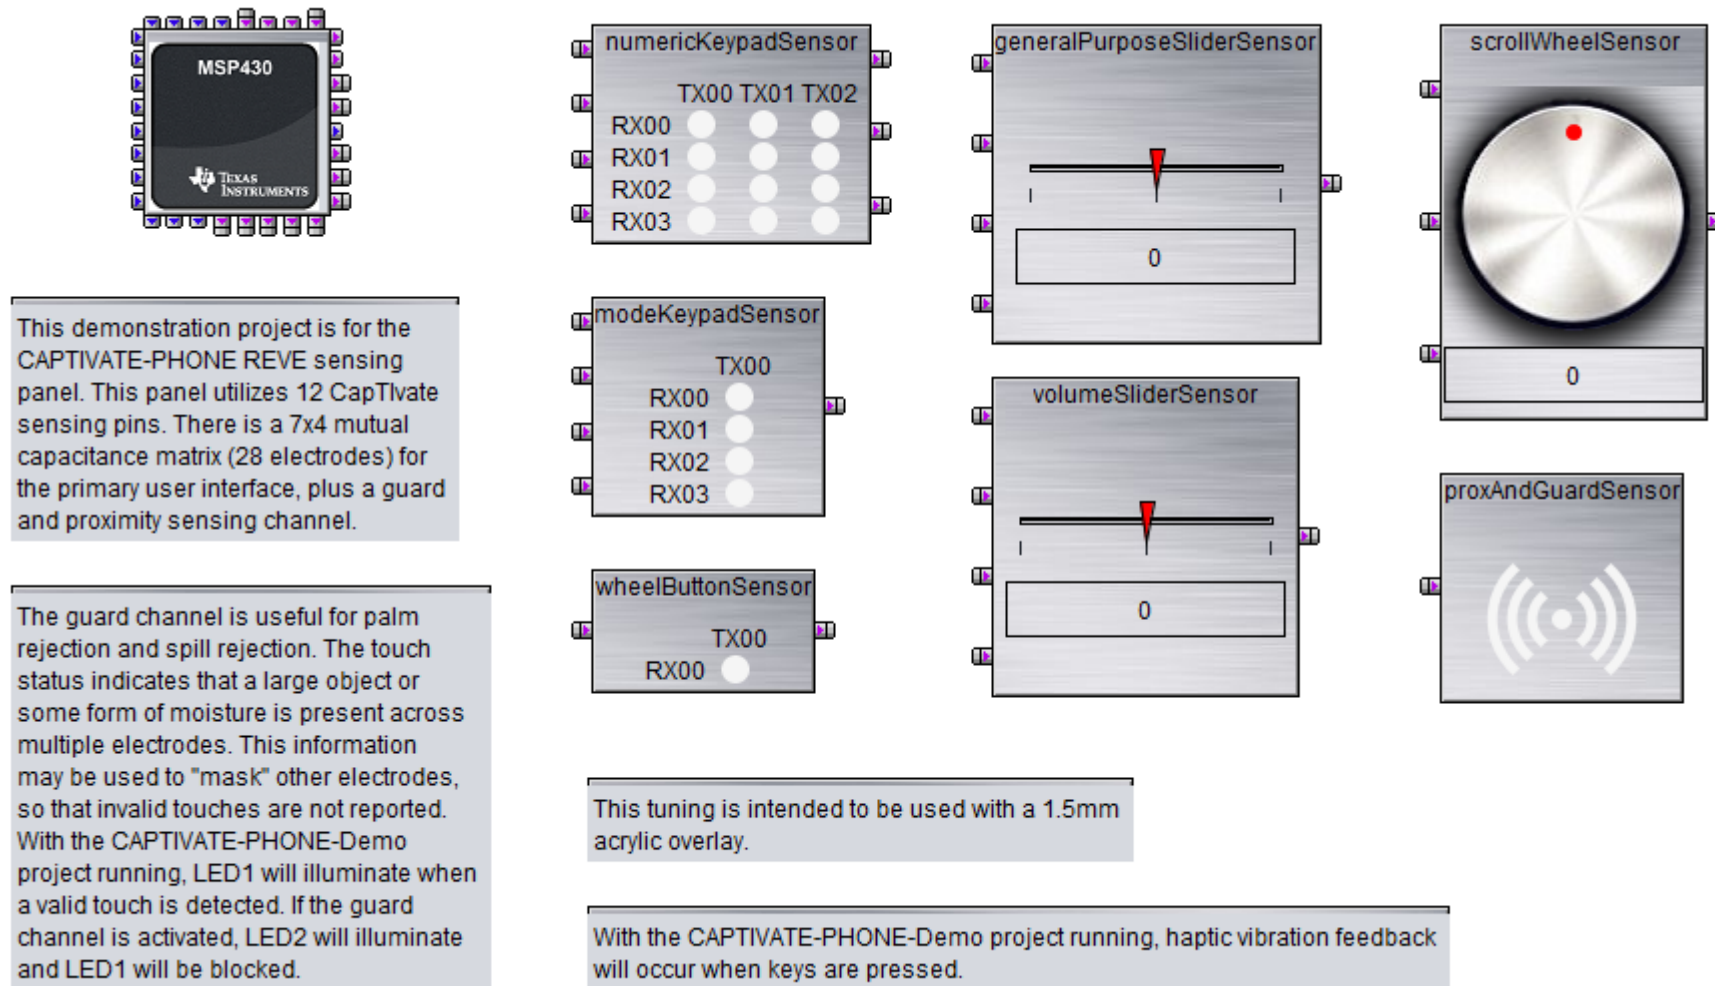 MSP430
TEXAS
INSTRUMENTS
This demonstration project is for the
CAPTIVATE-PHONE REVE sensing
panel. This panel utilizes 12 CapTIvate
sensing pins. There is a 7x4 mutual
capacitance matrix (28 electrodes) for
the primary user interface, plus a guard
and proximity sensing channel.
The guard channel is useful for palm
rejection and spill rejection. The touch
status indicates that a large object or
some form of moisture is present across
multiple electrodes. This information
may be used to "mask" other electrodes,
so that invalid touches are not reported.
With the CAPTIVATE-PHONE-Demo
project running, LED1 will illuminate when
a valid touch is detected. If the guard
channel is activated, LED2 will illuminate
and LED1 will be blocked.
numericKeypadSensor
TX00 TX01 TX02
RX00
RX01
RX02
RX03
modeKeypadSensor
TX00
RX00
RX01
RX02
RX03
wheelButtonSensor
TX00
RX00
generalPurposeSliderSensor
0
volumeSliderSensor
0
scrollWheelSensor
0
proxAndGuardSensor
This tuning is intended to be used with a 1.5mm
acrylic overlay.
With the CAPTIVATE-PHONE-Demo project running, haptic vibration feedback
will occur when keys are pressed.